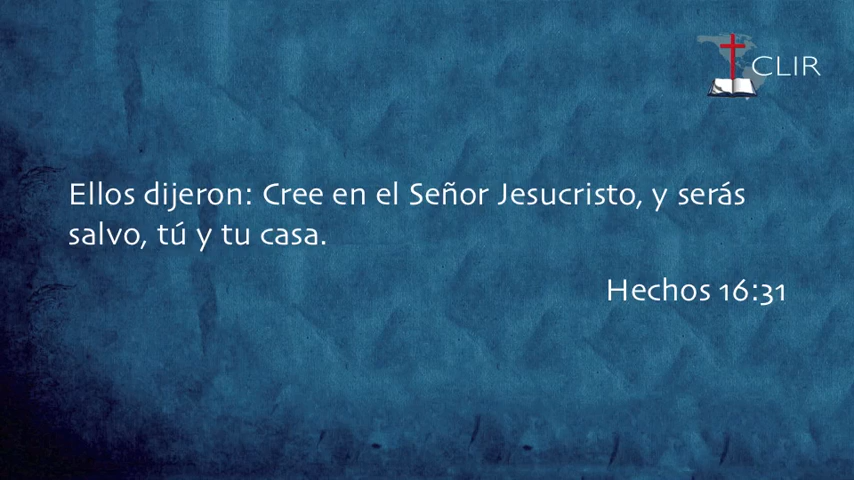 CLIR
Ellos dijeron: Cree en el Señor Jesucristo, y serás
salvo, tú y tu casa.
Hechos 16:31